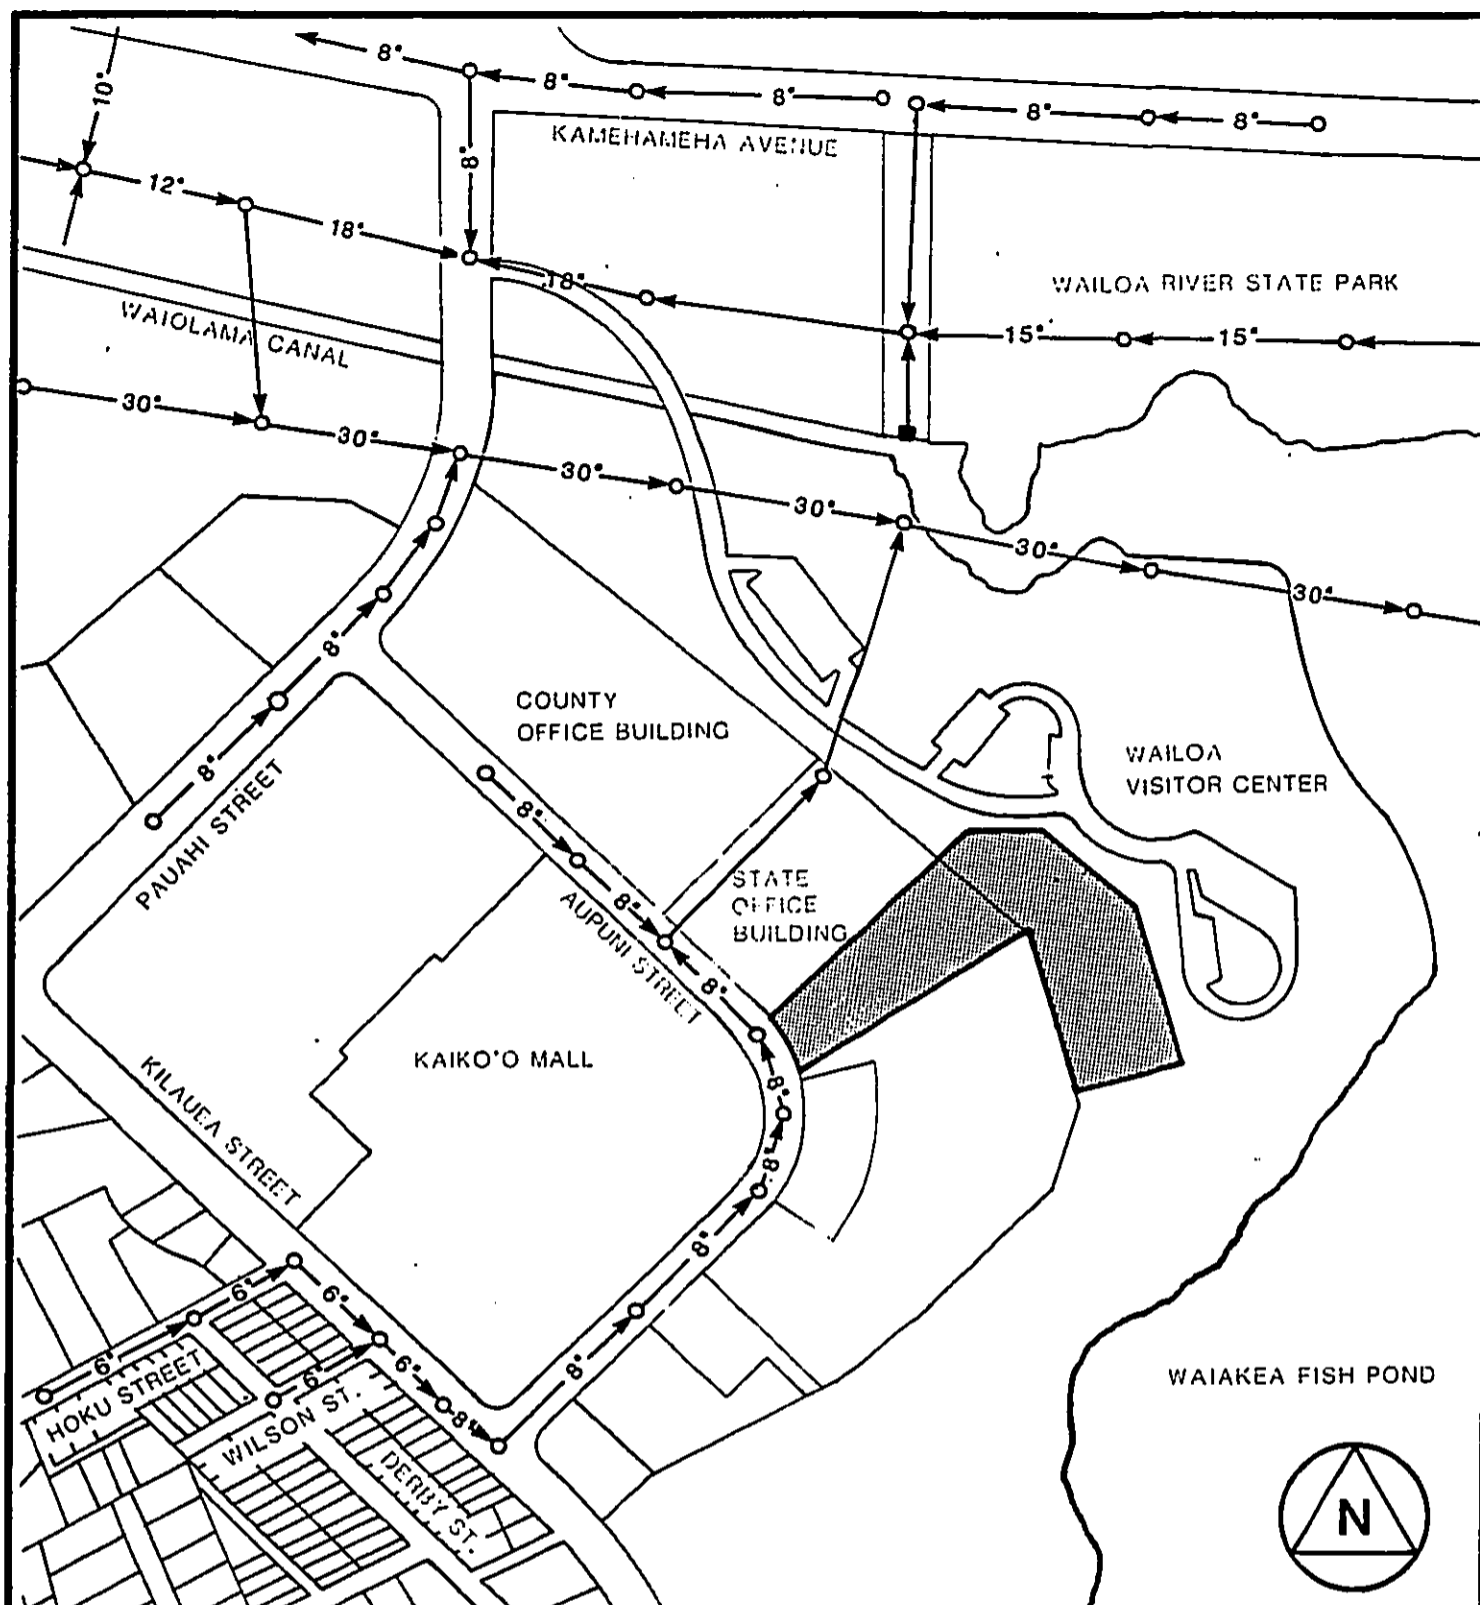 8"
8"
8"
8"
8"
10"
KAMEHAMEHA AVENUE
8"
12"
18"
18"
WAILOA RIVER STATE PARK
15"
15"
WAIOLAMA CANAL
30"
30"
30"
30"
30"
30"
8"
8"
COUNTY
OFFICE BUILDING
WAILOA
VISITOR CENTER
PAUAHI STREET
8"
8"
STATE
OFFICE
BUILDING
AUPUNI STREET
8"
KAIKO'O MALL
8"
8"
KILAUEA STREET
8"
6"
6"
6"
6"
6"
8"
8"
HOKU STREET
WILSON ST.
DERBY ST.
WAIAKEA FISH POND
N